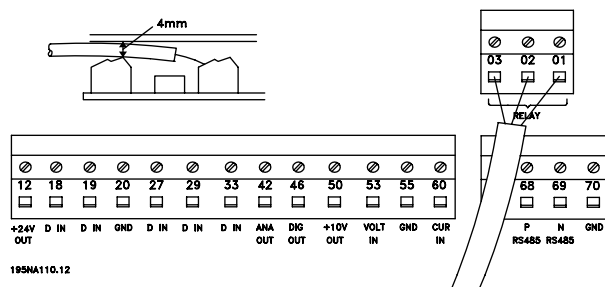 4mm
03 02 01
RELAY
12 18 19 20 27 29 33 42 46 50 53 55 60
68 69 70
+24V OUT D IN D IN GND D IN D IN D IN ANA OUT DIG OUT +10V OUT VOLT IN GND CUR IN
P RS485 N RS485 GND
195NA110.12